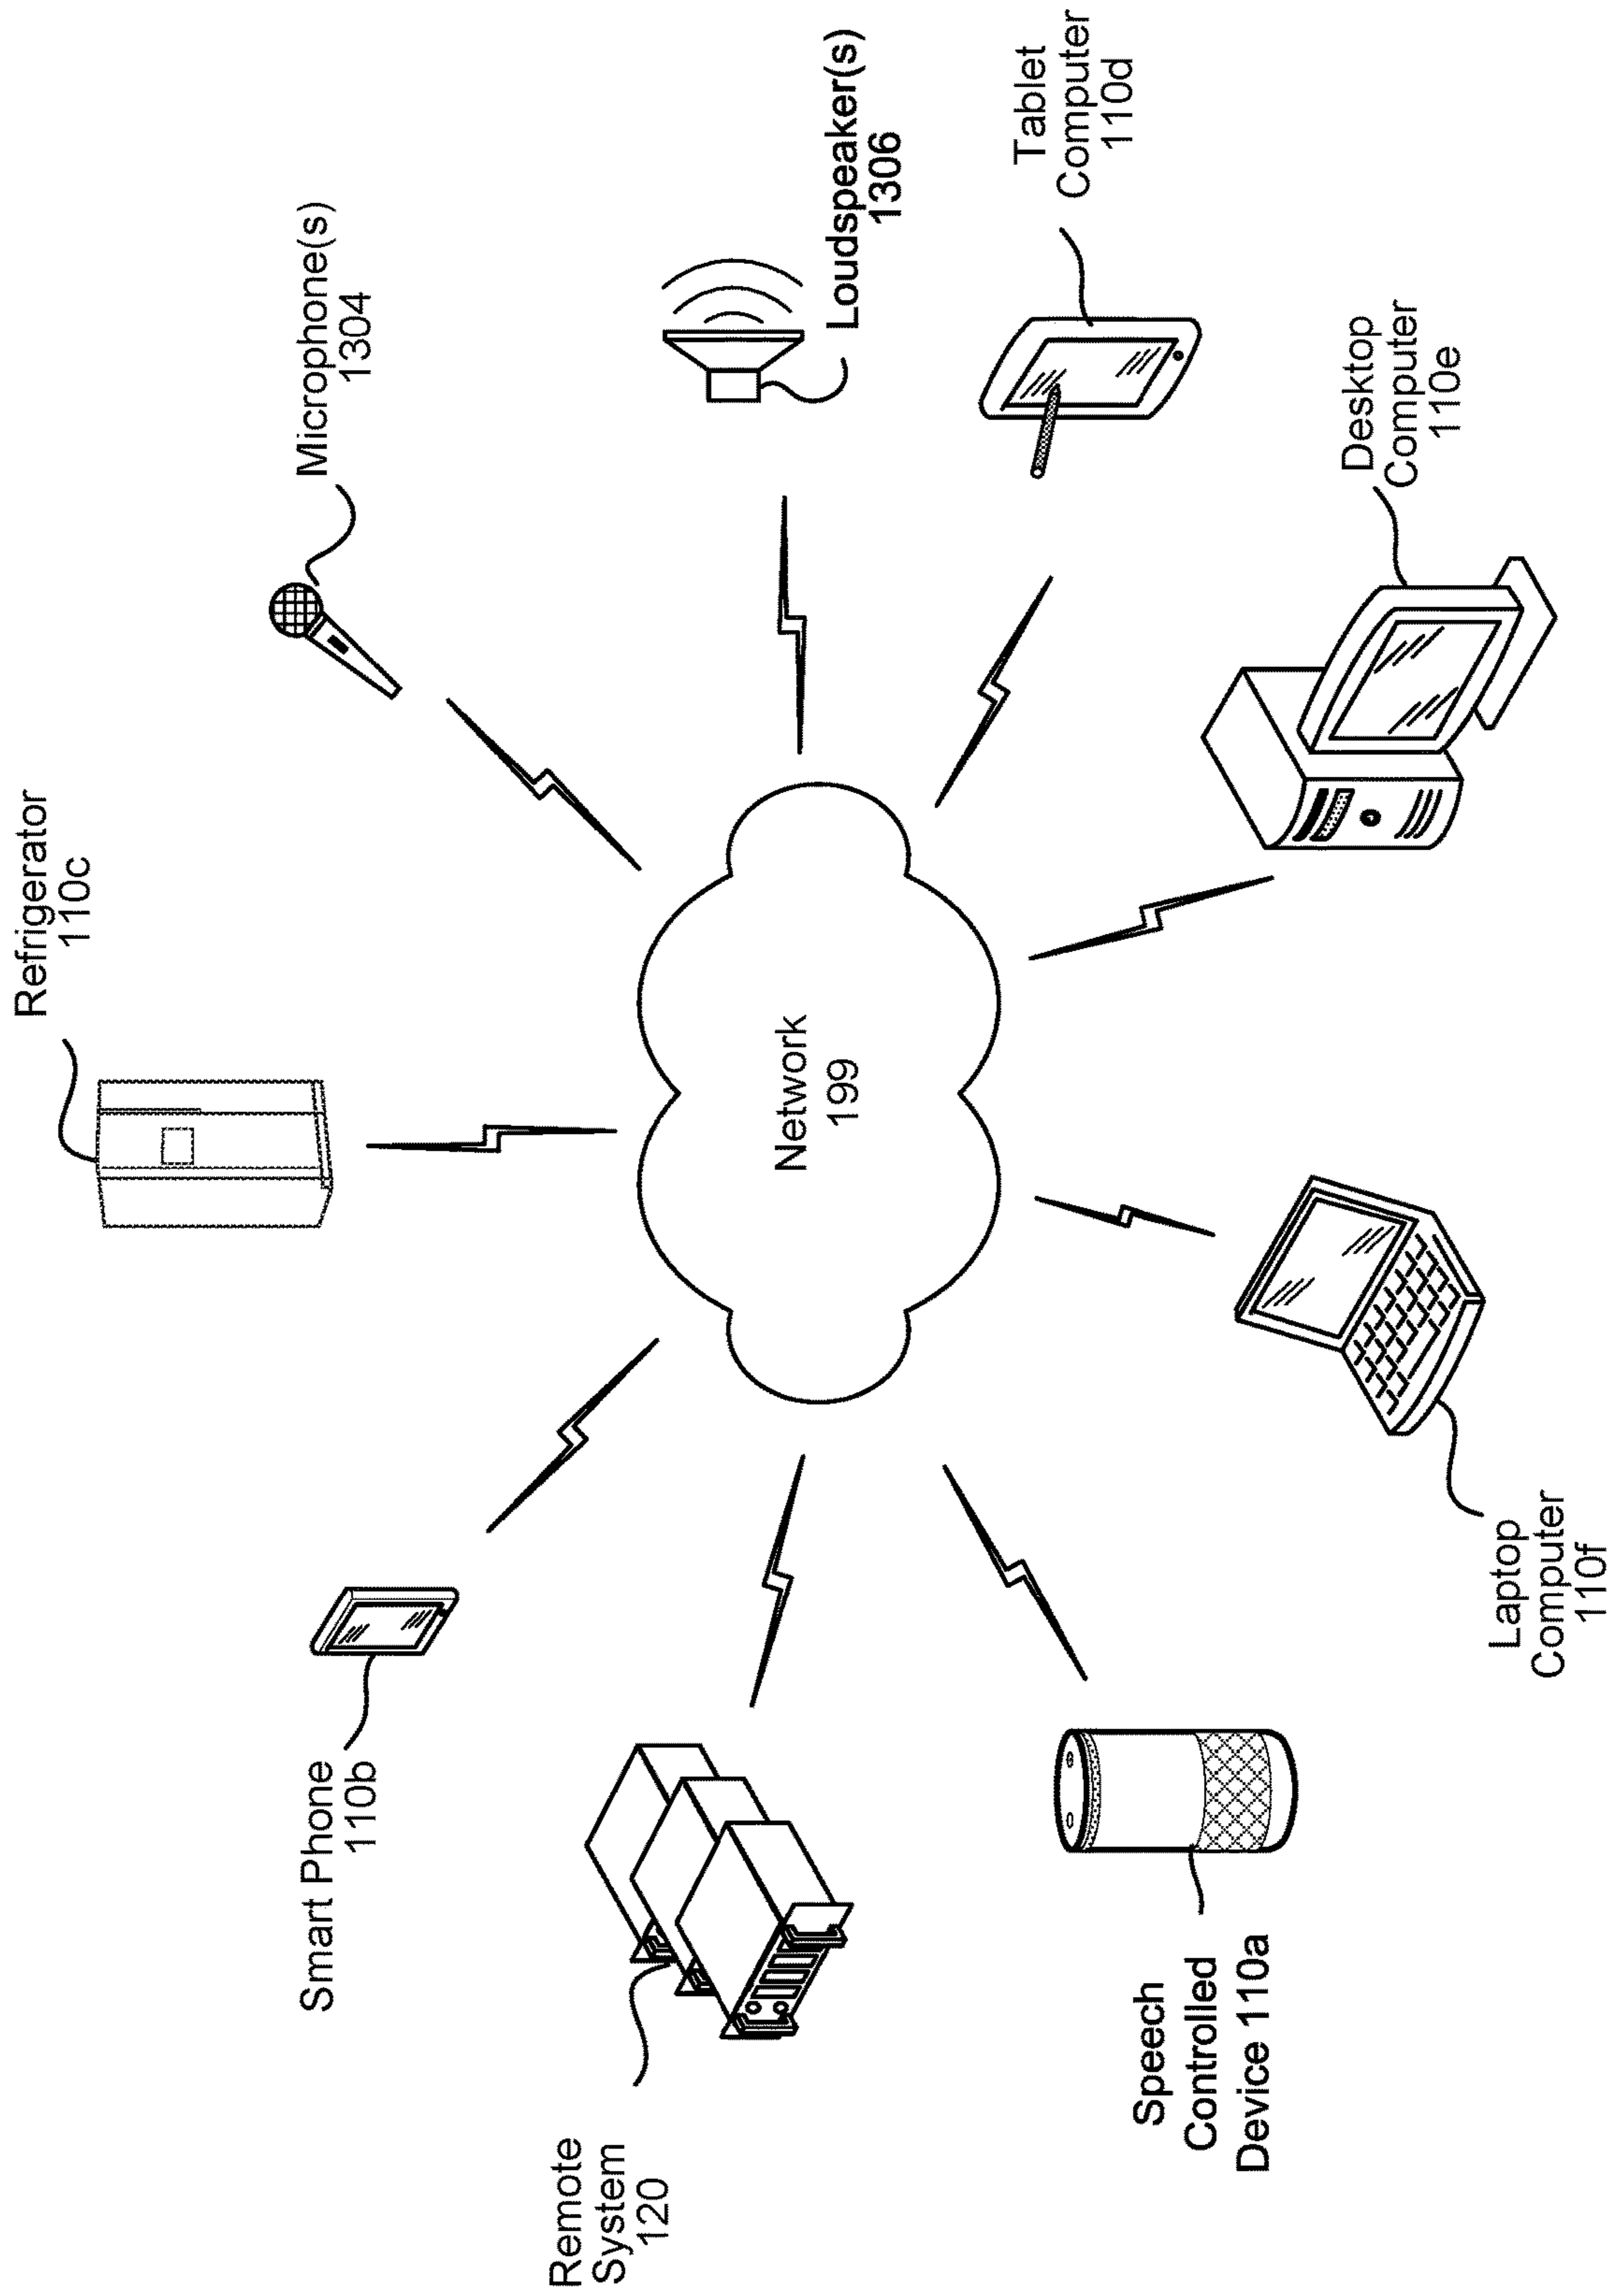 Refrigerator
110c
Smart Phone
110b
Microphone(s)
1304
Remote
System
120
Network
199
Loudspeaker(s)
1306
Speech
Controlled
Device 110a
Tablet
Computer
110d
Laptop
Computer
110f
Desktop
Computer
110e